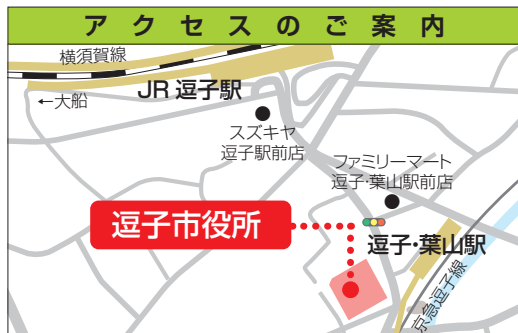 アクセスのご案内
横須賀線
←大船
JR 逗子駅
スズキヤ
逗子駅前店
ファミリーマート
逗子・葉山駅前店
逗子市役所
逗子・葉山駅
京急逗子線